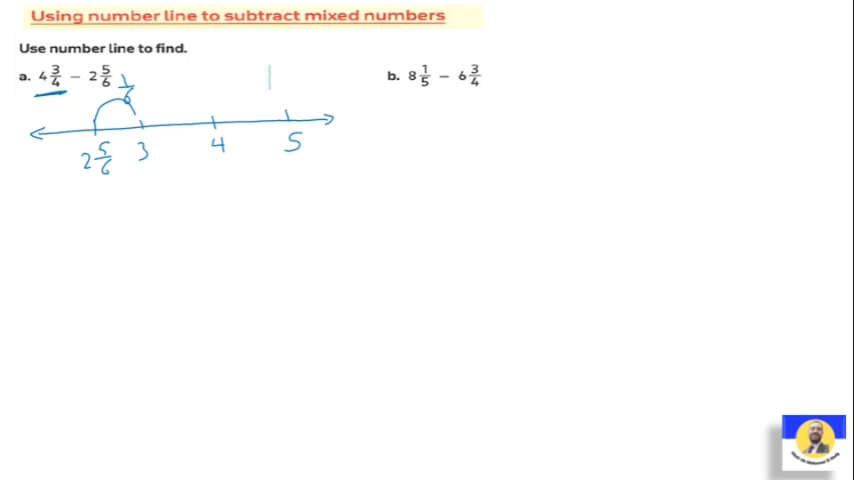 Using number line to subtract mixed numbers
Use number line to find.
a. 4 3/4 − 2 5/6
b. 8 1/5 − 6 3/4
1/6
2 5/6 3 4 5